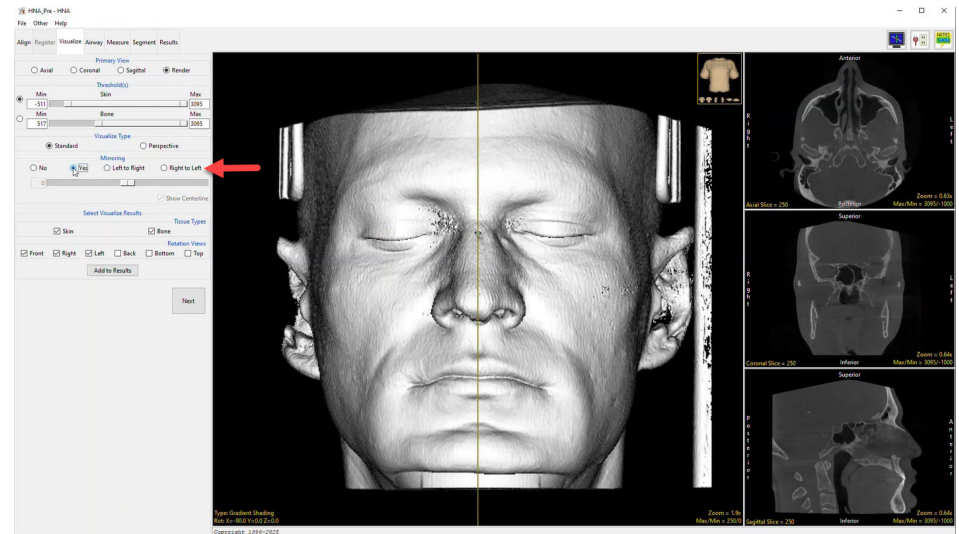 HNA_Pre - HNA
File Other Help
Align Register Visualize Airway Measure Segment Results
NOTES
Primary View
Axial Coronal Sagittal Render
Threshold(s)
Min Skin Max
-511 3095
Min Bone Max
517 3095
Visualize Type
Standard Perspective
Mirroring
No Yes Left to Right Right to Left
0
Show Centerline
Select Visualize Results
Tissue Types
Skin Bone
Rotation Views
Front Right Left Back Bottom Top
Add to Results
Next
Type: Gradient Shading
Rot: X=-90.0 Y=0.0 Z=0.0
Zoom = 1.9x
Max/Min = 250/0
Copyright 1986-2025
Anterior
Right
Left
Zoom = 0.63x
Axial Slice = 250 Posterior Max/Min = 3095/-1000
Superior
Right
Left
Zoom = 0.64x
Coronal Slice = 250 Inferior Max/Min = 3095/-1000
Superior
Posterior
Anterior
Zoom = 0.64x
Sagittal Slice = 250 Inferior Max/Min = 3095/-1000